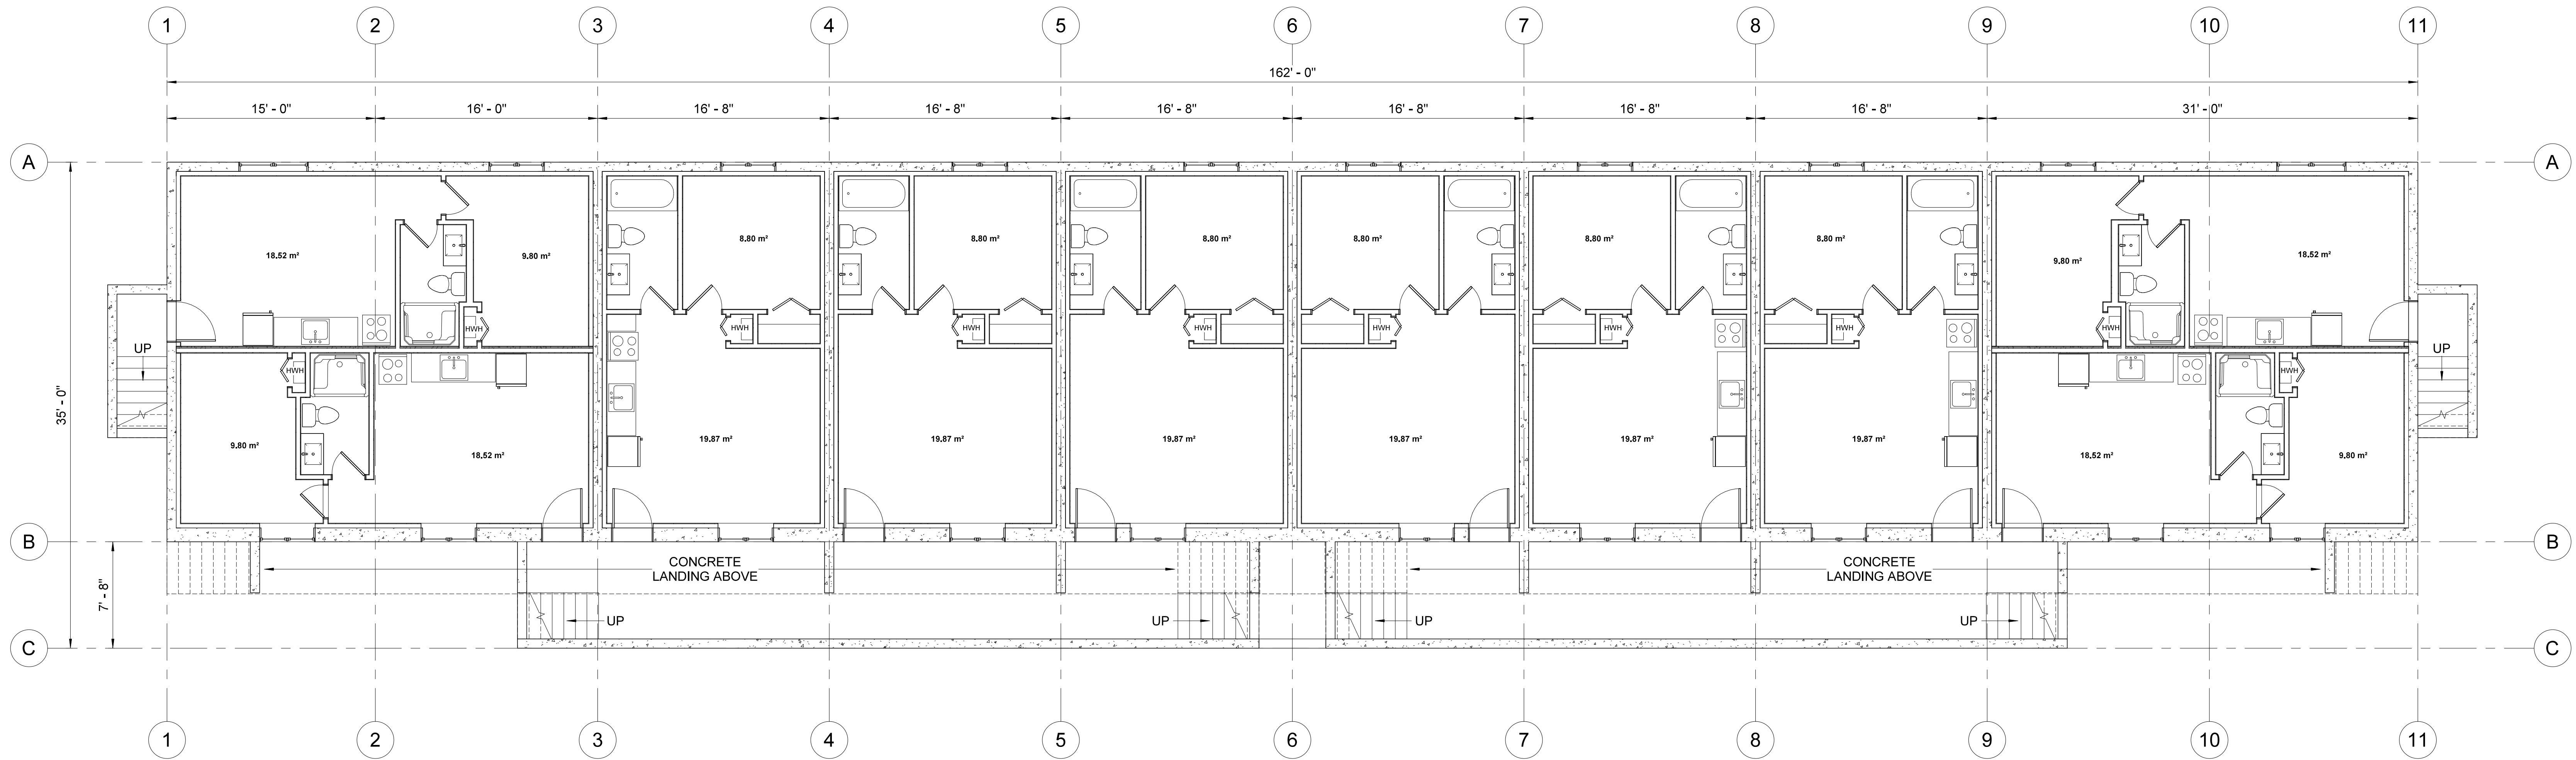 1 2 3 4 5 6 7 8 9 10 11
162' - 0"
15' - 0" 16' - 0" 16' - 8" 16' - 8" 16' - 8" 16' - 8" 16' - 8" 16' - 8" 31' - 0"
A A
8.80 m² 8.80 m² 8.80 m² 8.80 m² 8.80 m² 8.80 m²
18.52 m² 9.80 m² 9.80 m² 18.52 m²
HWH HWH HWH HWH HWH HWH HWH HWH
UP UP
HWH HWH
35' - 0"
19.87 m² 19.87 m² 19.87 m² 19.87 m² 19.87 m² 19.87 m²
9.80 m² 18.52 m² 18.52 m² 9.80 m²
B B
CONCRETE
LANDING ABOVE
CONCRETE
LANDING ABOVE
7' - 8"
UP UP UP UP
C C
1 2 3 4 5 6 7 8 9 10 11